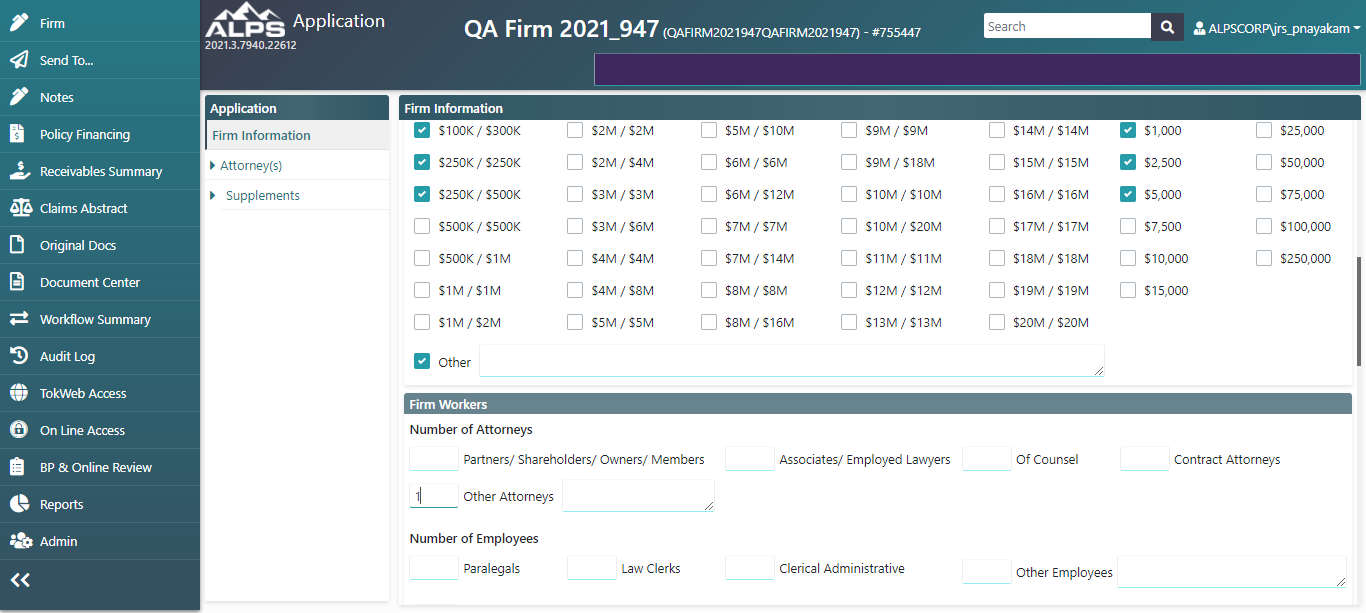 Firm
Send To...
Notes
Policy Financing
Receivables Summary
Claims Abstract
Original Docs
Document Center
Workflow Summary
Audit Log
TokWeb Access
On Line Access
BP & Online Review
Reports
Admin
ALPS Application
2021.3.7940.22612
QA Firm 2021_947 (QAFIRM2021947QAFIRM2021947) - #755447
Search
ALPSCORP\jrs_pnayakam
Application
Firm Information
Attorney(s)
Supplements
Firm Information
$100K / $300K $2M / $2M $5M / $10M $9M / $9M $14M / $14M $1,000 $25,000
$250K / $250K $2M / $4M $6M / $6M $9M / $18M $15M / $15M $2,500 $50,000
$250K / $500K $3M / $3M $6M / $12M $10M / $10M $16M / $16M $5,000 $75,000
$500K / $500K $3M / $6M $7M / $7M $10M / $20M $17M / $17M $7,500 $100,000
$500K / $1M $4M / $4M $7M / $14M $11M / $11M $18M / $18M $10,000 $250,000
$1M / $1M $4M / $8M $8M / $8M $12M / $12M $19M / $19M $15,000
$1M / $2M $5M / $5M $8M / $16M $13M / $13M $20M / $20M
Other
Firm Workers
Number of Attorneys
Partners/ Shareholders/ Owners/ Members Associates/ Employed Lawyers Of Counsel Contract Attorneys
1 Other Attorneys
Number of Employees
Paralegals Law Clerks Clerical Administrative Other Employees